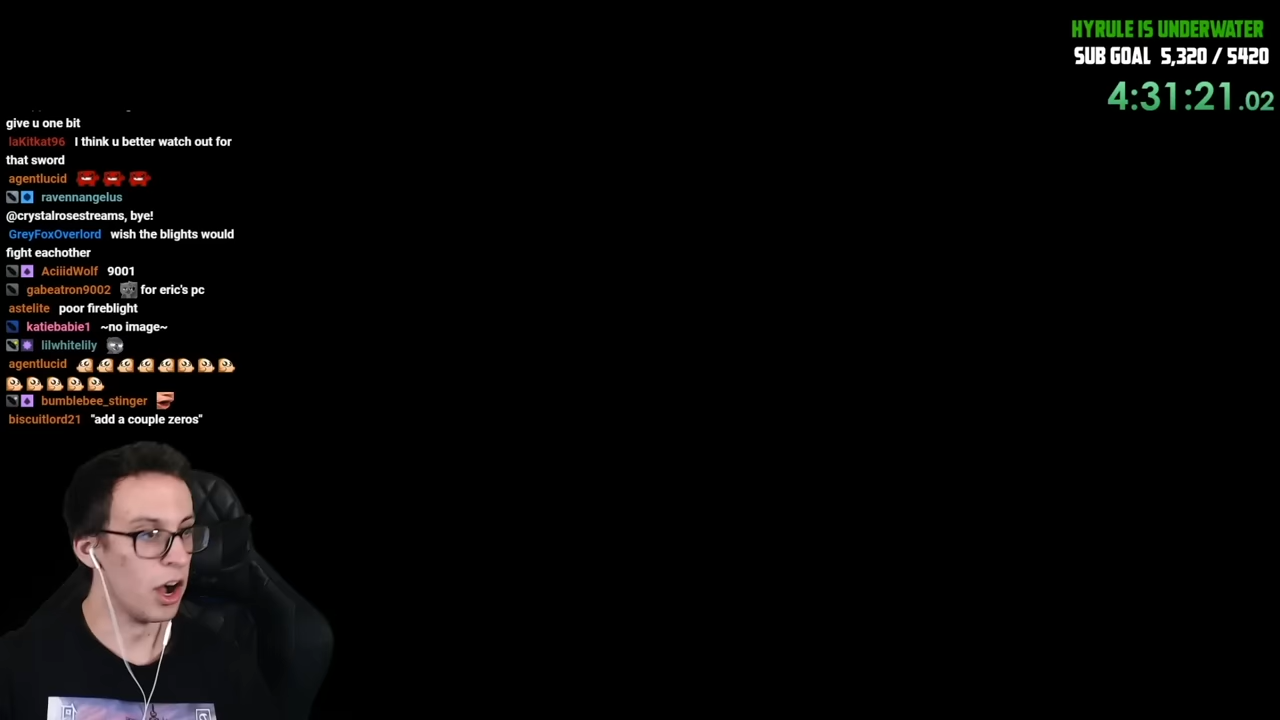 HYRULE IS UNDERWATER
SUB GOAL 5,320 / 5420
4:31:21.02
give u one bit
laKitkat96 I think u better watch out for
that sword
agentlucid
ravennangelus
@crystalrosestreams, bye!
GreyFoxOverlord wish the blights would
fight eachother
AciiidWolf 9001
gabeatron9002 for eric's pc
astelite poor fireblight
katiebabie1 ~no image~
lilwhitelily
agentlucid
bumblebee_stinger
biscuitlord21 "add a couple zeros"